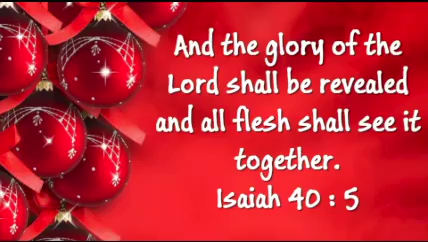 And the glory of the
Lord shall be revealed
and all flesh shall see it
together.
Isaiah 40 : 5